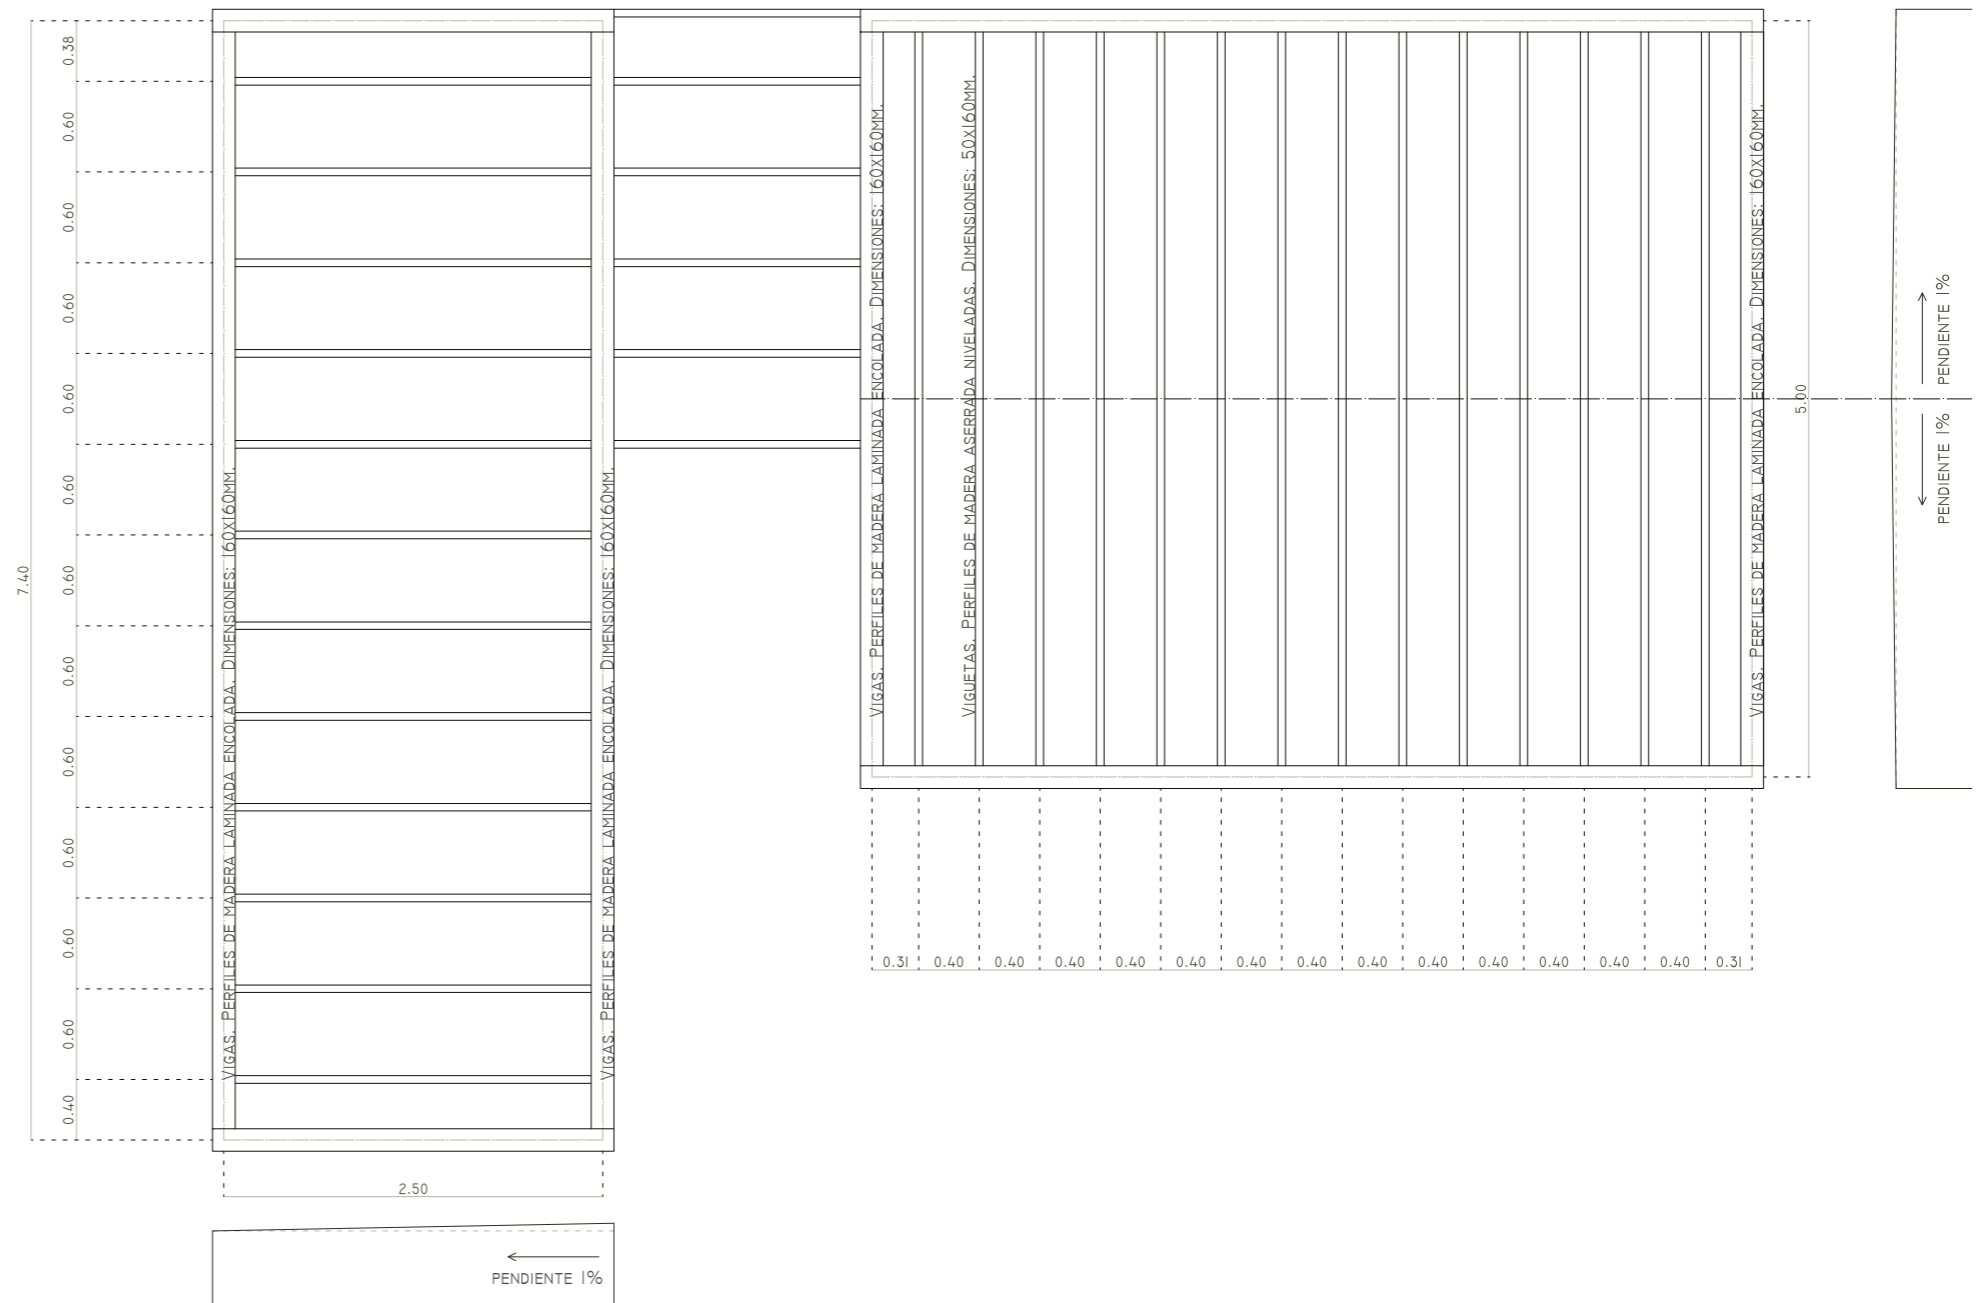 0.38
0.60
0.60
0.60
0.60
0.60
0.60
0.60
0.60
0.60
0.60
0.60
0.40
7.40
VIGAS. PERFILES DE MADERA LAMINADA ENCOLADA. DIMENSIONES: 160X160MM.
VIGAS. PERFILES DE MADERA LAMINADA ENCOLADA. DIMENSIONES: 160X160MM.
2.50
PENDIENTE 1%
VIGAS. PERFILES DE MADERA LAMINADA ENCOLADA. DIMENSIONES: 160X160MM.
VIGUETAS. PERFILES DE MADERA ASERRADA NIVELADAS. DIMENSIONES: 50X160MM.
VIGAS. PERFILES DE MADERA LAMINADA ENCOLADA. DIMENSIONES: 160X160MM.
0.31 0.40 0.40 0.40 0.40 0.40 0.40 0.40 0.40 0.40 0.40 0.40 0.40 0.40 0.31
5.00
PENDIENTE 1%
PENDIENTE 1%